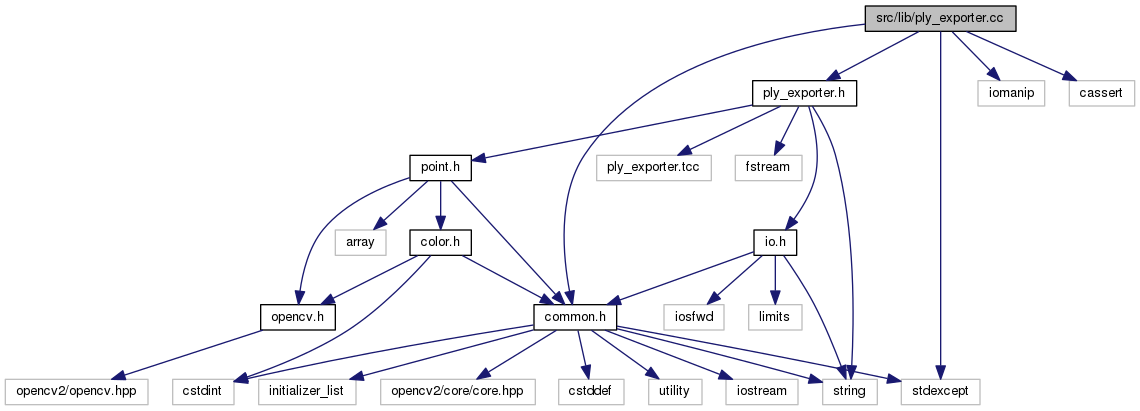 src/lib/ply_exporter.cc
ply_exporter.h
iomanip
cassert
point.h
ply_exporter.tcc
fstream
array
color.h
io.h
opencv.h
common.h
iosfwd
limits
opencv2/opencv.hpp
cstdint
initializer_list
opencv2/core/core.hpp
cstddef
utility
iostream
string
stdexcept